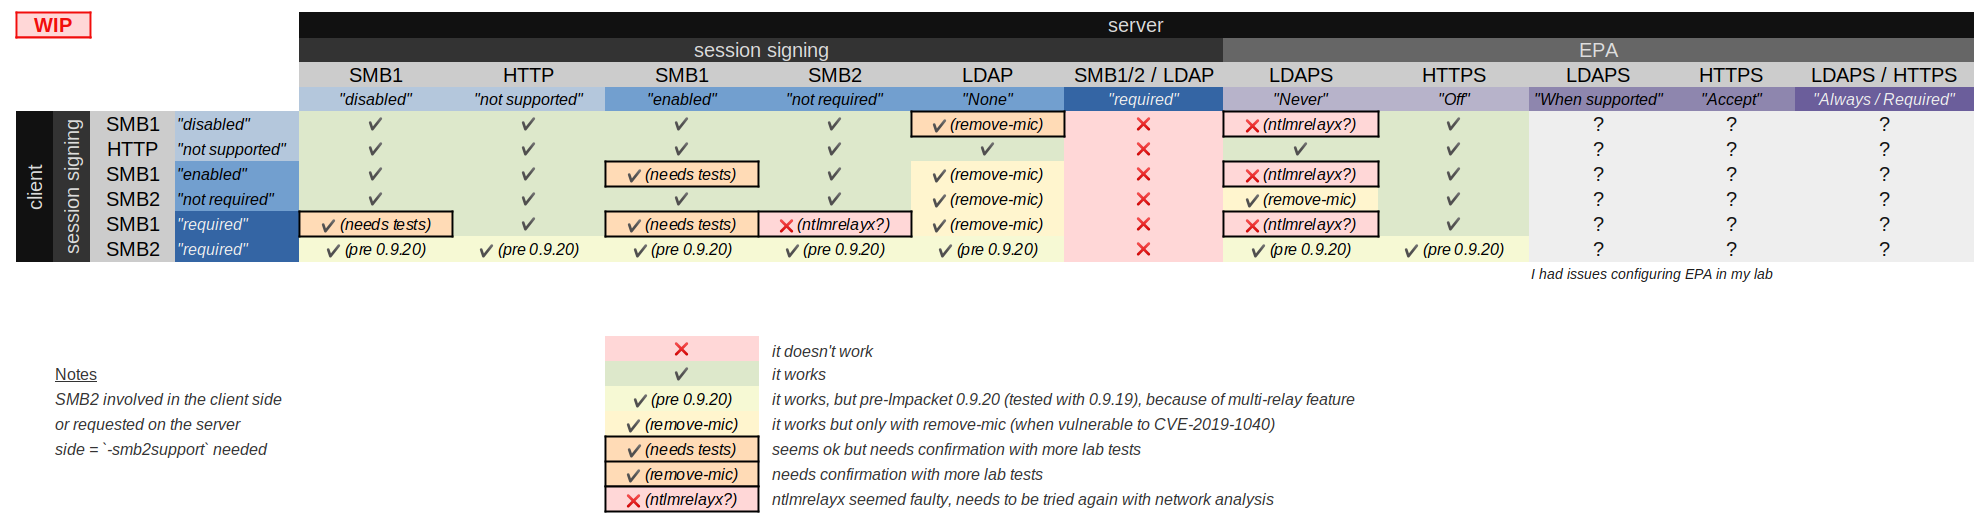 WIP
server
session signing EPA
SMB1 HTTP SMB1 SMB2 LDAP SMB1/2 / LDAP LDAPS HTTPS LDAPS HTTPS LDAPS / HTTPS
"disabled" "not supported" "enabled" "not required" "None" "required" "Never" "Off" "When supported" "Accept" "Always / Required"
client
session signing
SMB1 "disabled" ✔ ✔ ✔ ✔ ✔ (remove-mic) ❌ ❌ (ntlmrelayx?) ✔ ? ? ?
HTTP "not supported" ✔ ✔ ✔ ✔ ✔ ❌ ✔ ✔ ? ? ?
SMB1 "enabled" ✔ ✔ ✔ (needs tests) ✔ ✔ (remove-mic) ❌ ❌ (ntlmrelayx?) ✔ ? ? ?
SMB2 "not required" ✔ ✔ ✔ ✔ ✔ (remove-mic) ❌ ✔ (remove-mic) ✔ ? ? ?
SMB1 "required" ✔ (needs tests) ✔ ✔ (needs tests) ❌ (ntlmrelayx?) ✔ (remove-mic) ❌ ❌ (ntlmrelayx?) ✔ ? ? ?
SMB2 "required" ✔ (pre 0.9.20) ✔ (pre 0.9.20) ✔ (pre 0.9.20) ✔ (pre 0.9.20) ✔ (pre 0.9.20) ❌ ✔ (pre 0.9.20) ✔ (pre 0.9.20) ? ? ?
I had issues configuring EPA in my lab
❌ it doesn't work
✔ it works
✔ (pre 0.9.20) it works, but pre-Impacket 0.9.20 (tested with 0.9.19), because of multi-relay feature
✔ (remove-mic) it works but only with remove-mic (when vulnerable to CVE-2019-1040)
✔ (needs tests) seems ok but needs confirmation with more lab tests
✔ (remove-mic) needs confirmation with more lab tests
❌ (ntlmrelayx?) ntlmrelayx seemed faulty, needs to be tried again with network analysis
Notes
SMB2 involved in the client side
or requested on the server
side = `-smb2support` needed